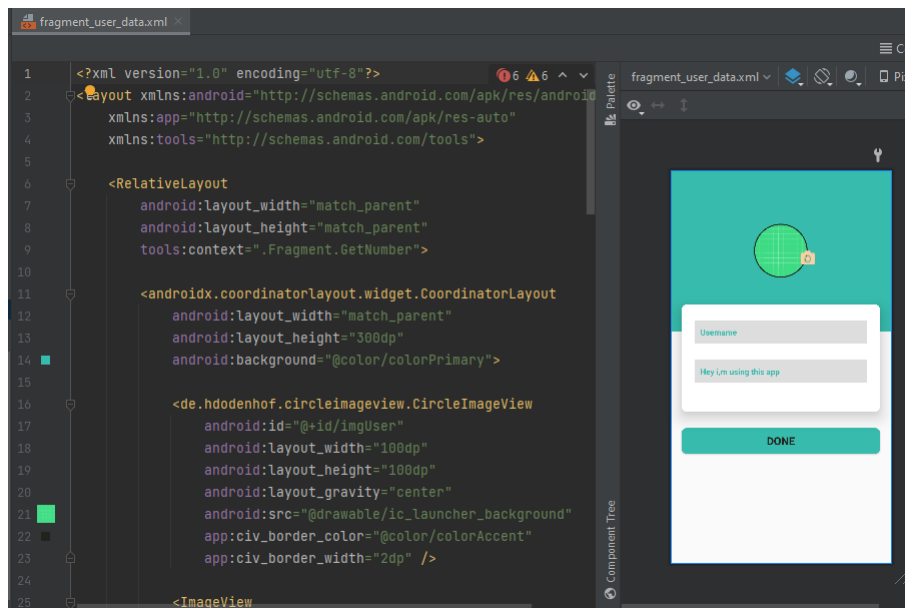 fragment_user_data.xml
1 <?xml version="1.0" encoding="utf-8"?>
6 6
2 <layout xmlns:android="http://schemas.android.com/apk/res/android
3 xmlns:app="http://schemas.android.com/apk/res-auto"
4 xmlns:tools="http://schemas.android.com/tools">
5
6 <RelativeLayout
7 android:layout_width="match_parent"
8 android:layout_height="match_parent"
9 tools:context=".Fragment.GetNumber">
10
11 <androidx.coordinatorlayout.widget.CoordinatorLayout
12 android:layout_width="match_parent"
13 android:layout_height="300dp"
14 android:background="@color/colorPrimary">
15
16 <de.hdodenhof.circleimageview.CircleImageView
17 android:id="@+id/imgUser"
18 android:layout_width="100dp"
19 android:layout_height="100dp"
20 android:layout_gravity="center"
21 android:src="@drawable/ic_launcher_background"
22 app:civ_border_color="@color/colorAccent"
23 app:civ_border_width="2dp" />
24
25 <ImageView
Palette
Component Tree
C
fragment_user_data.xml
Pi
Username
Hey i,m using this app
DONE